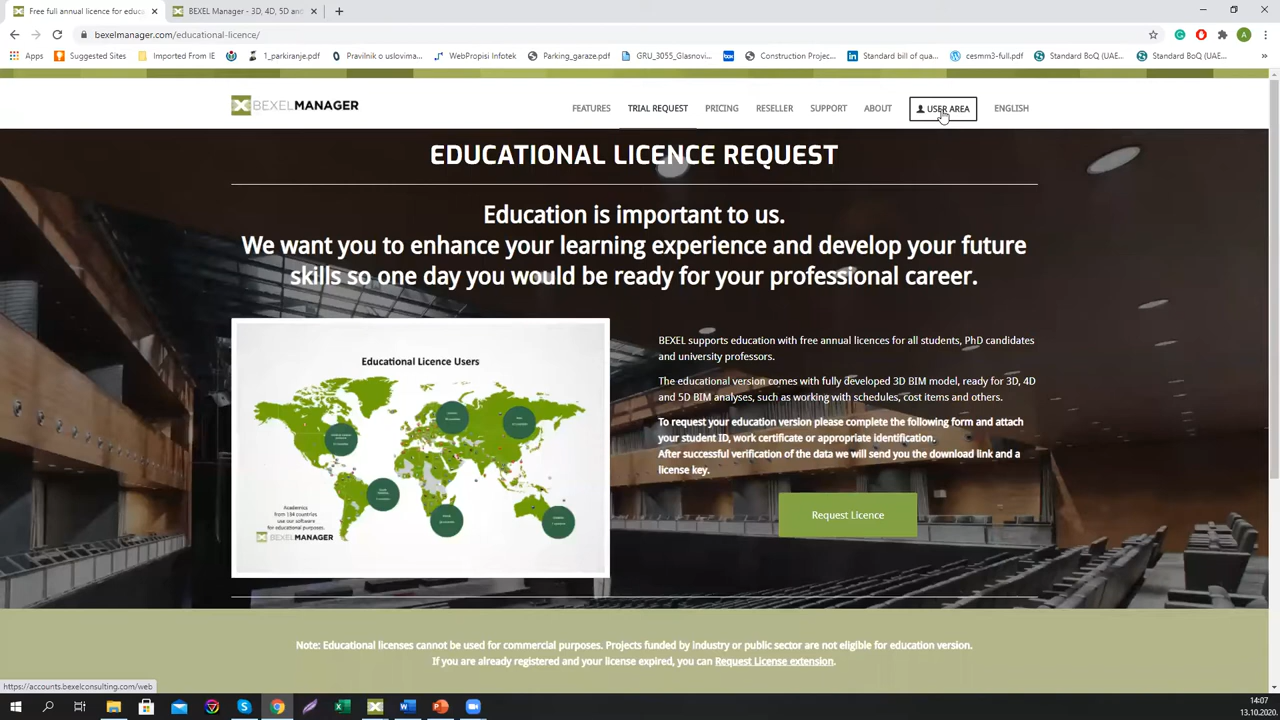 Free full annual licence for educa
BEXEL Manager - 3D, 4D, 5D and
bexelmanager.com/educational-licence/
Apps
Suggested Sites
Imported From IE
1_parkiranje.pdf
Pravilnik o uslovima...
WebPropisi Infotek
Parking_garaze.pdf
GRU_3055_Glasnovi...
Construction Projec...
Standard bill of qua...
cesmm3-full.pdf
Standard BoQ (UAE...
Standard BoQ (UAE...
BEXELMANAGER
FEATURES
TRIAL REQUEST
PRICING
RESELLER
SUPPORT
ABOUT
USER AREA
ENGLISH
EDUCATIONAL LICENCE REQUEST
Education is important to us.
We want you to enhance your learning experience and develop your future
skills so one day you would be ready for your professional career.
Educational Licence Users
Academics
from 194 countries
use our software
for educational purposes.
BEXELMANAGER
BEXEL supports education with free annual licences for all students, PhD candidates
and university professors.
The educational version comes with fully developed 3D BIM model, ready for 3D, 4D
and 5D BIM analyses, such as working with schedules, cost items and others.
To request your education version please complete the following form and attach
your student ID, work certificate or appropriate identification.
After successful verification of the data we will send you the download link and a
license key.
Request Licence
Note: Educational licenses cannot be used for commercial purposes. Projects funded by industry or public sector are not eligible for education version.
If you are already registered and your license expired, you can Request License extension.
https://accounts.bexelconsulting.com/web
14:07
13.10.2020.